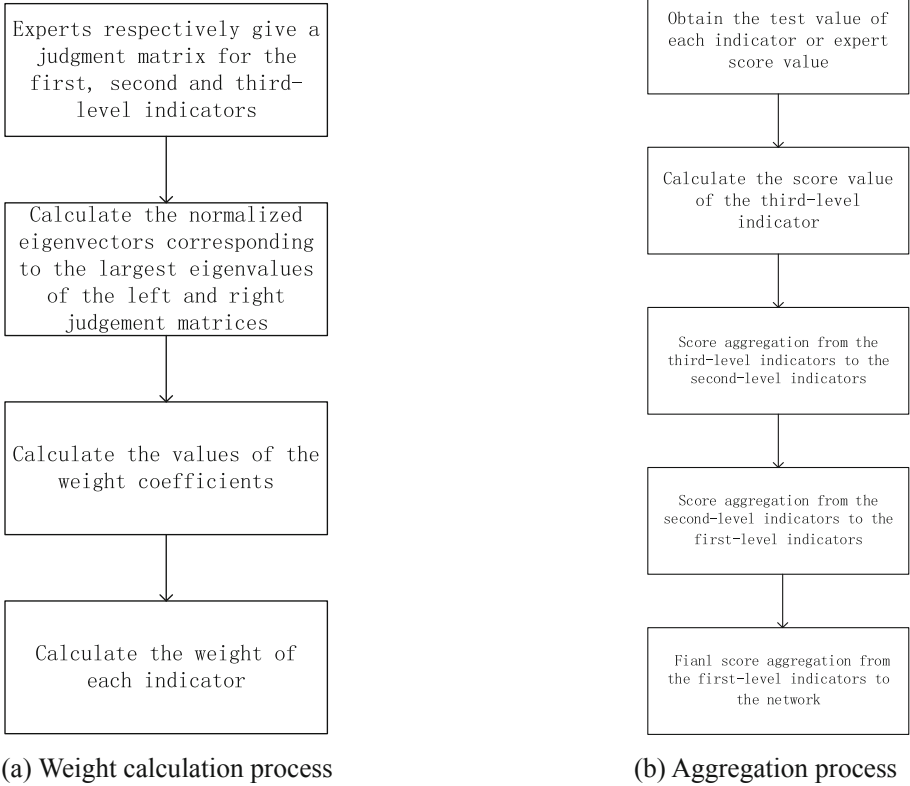 Experts respectively give a
judgment matrix for the
first, second and third-
level indicators
Calculate the normalized
eigenvectors corresponding
to the largest eigenvalues
of the left and right
judgement matrices
Calculate the values of the
weight coefficients
Calculate the weight of
each indicator
(a) Weight calculation process
Obtain the test value of
each indicator or expert
score value
Calculate the score value
of the third-level
indicator
Score aggregation from the
third-level indicators to the
second-level indicators
Score aggregation from the
second-level indicators to the
first-level indicators
Fianl score aggregation from
the first-level indicators to
the network
(b) Aggregation process